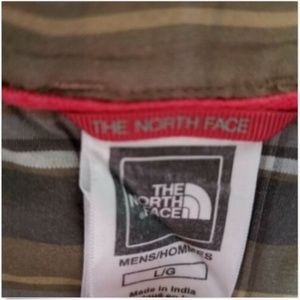 THE NORTH FACE
THE
NORTH
FACE
MENS/HOMMES
L/G
Made in India